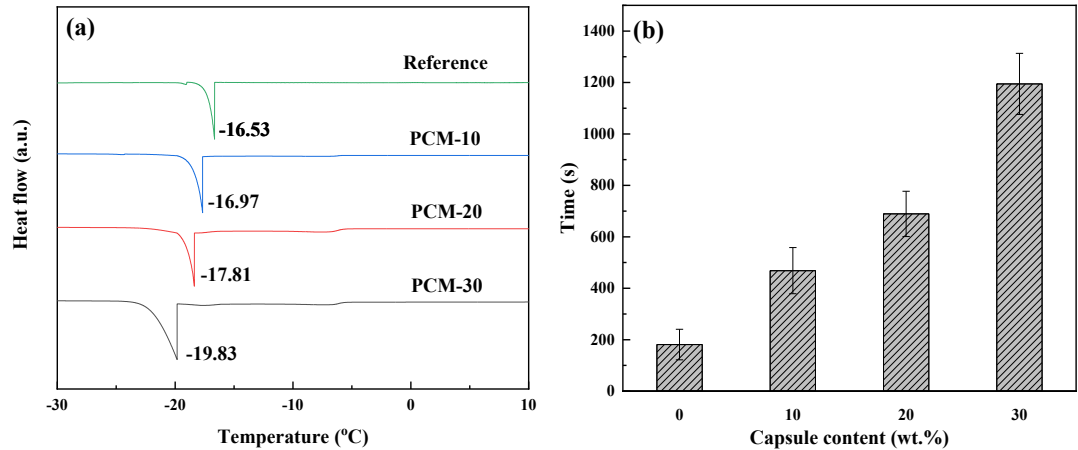 (a)
Reference
-16.53
PCM-10
-16.97
PCM-20
-17.81
PCM-30
-19.83
Heat flow (a.u.)
-30 -20 -10 0 10
Temperature (°C)
(b)
1400
1200
1000
800
600
400
200
0
Time (s)
0 10 20 30
Capsule content (wt.%)